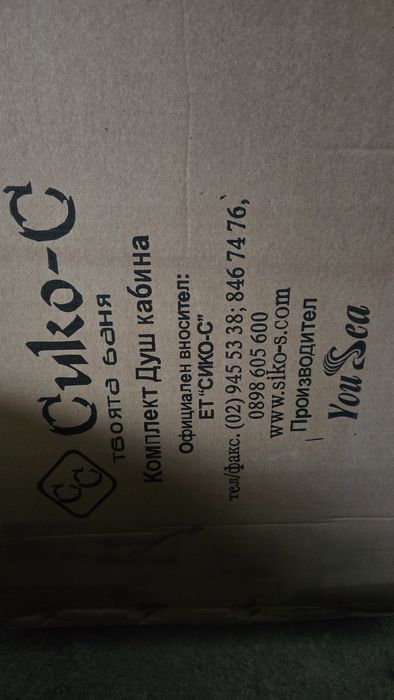 CC
Сико-С
твоята баня
Комплект Душ кабина
Официален вносител:
ЕТ "СИКО-С"
тел/факс. (02) 945 53 38; 846 74 76,
0898 605 600
www.siko-s.com
Производител
You Sea